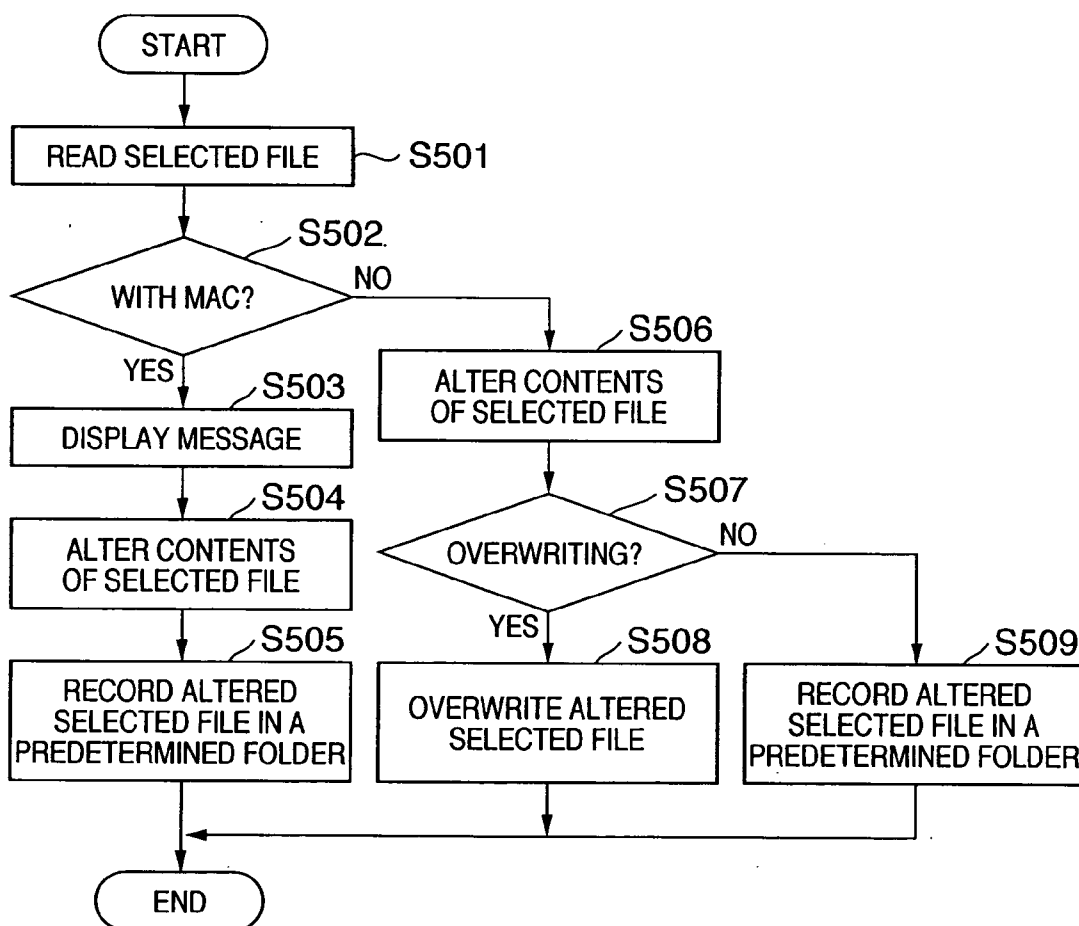 START
READ SELECTED FILE
S501
S502
WITH MAC?
NO
YES
S503
DISPLAY MESSAGE
S504
ALTER CONTENTS
OF SELECTED FILE
S505
RECORD ALTERED
SELECTED FILE IN A
PREDETERMINED FOLDER
S506
ALTER CONTENTS
OF SELECTED FILE
S507
OVERWRITING?
NO
YES
S508
OVERWRITE ALTERED
SELECTED FILE
S509
RECORD ALTERED
SELECTED FILE IN A
PREDETERMINED FOLDER
END